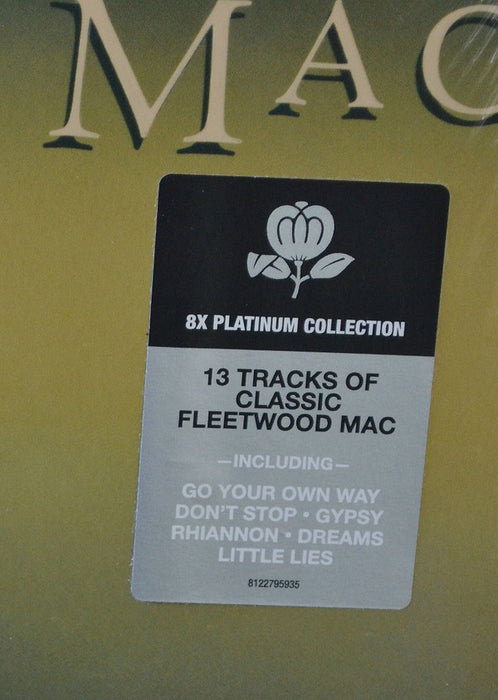 MAC
8X PLATINUM COLLECTION
13 TRACKS OF
CLASSIC
FLEETWOOD MAC
—INCLUDING—
GO YOUR OWN WAY
DON'T STOP • GYPSY
RHIANNON • DREAMS
LITTLE LIES
8122795935